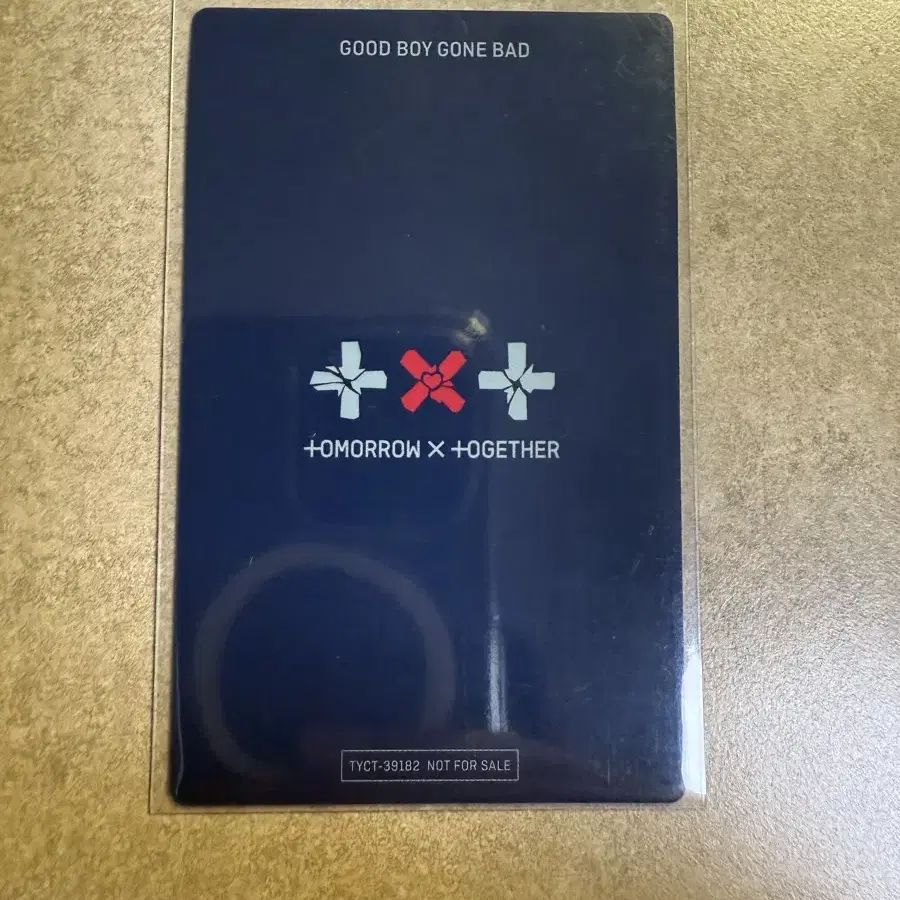 GOOD BOY GONE BAD
TOMORROW X TOGETHER
TYCT-39182 NOT FOR SALE